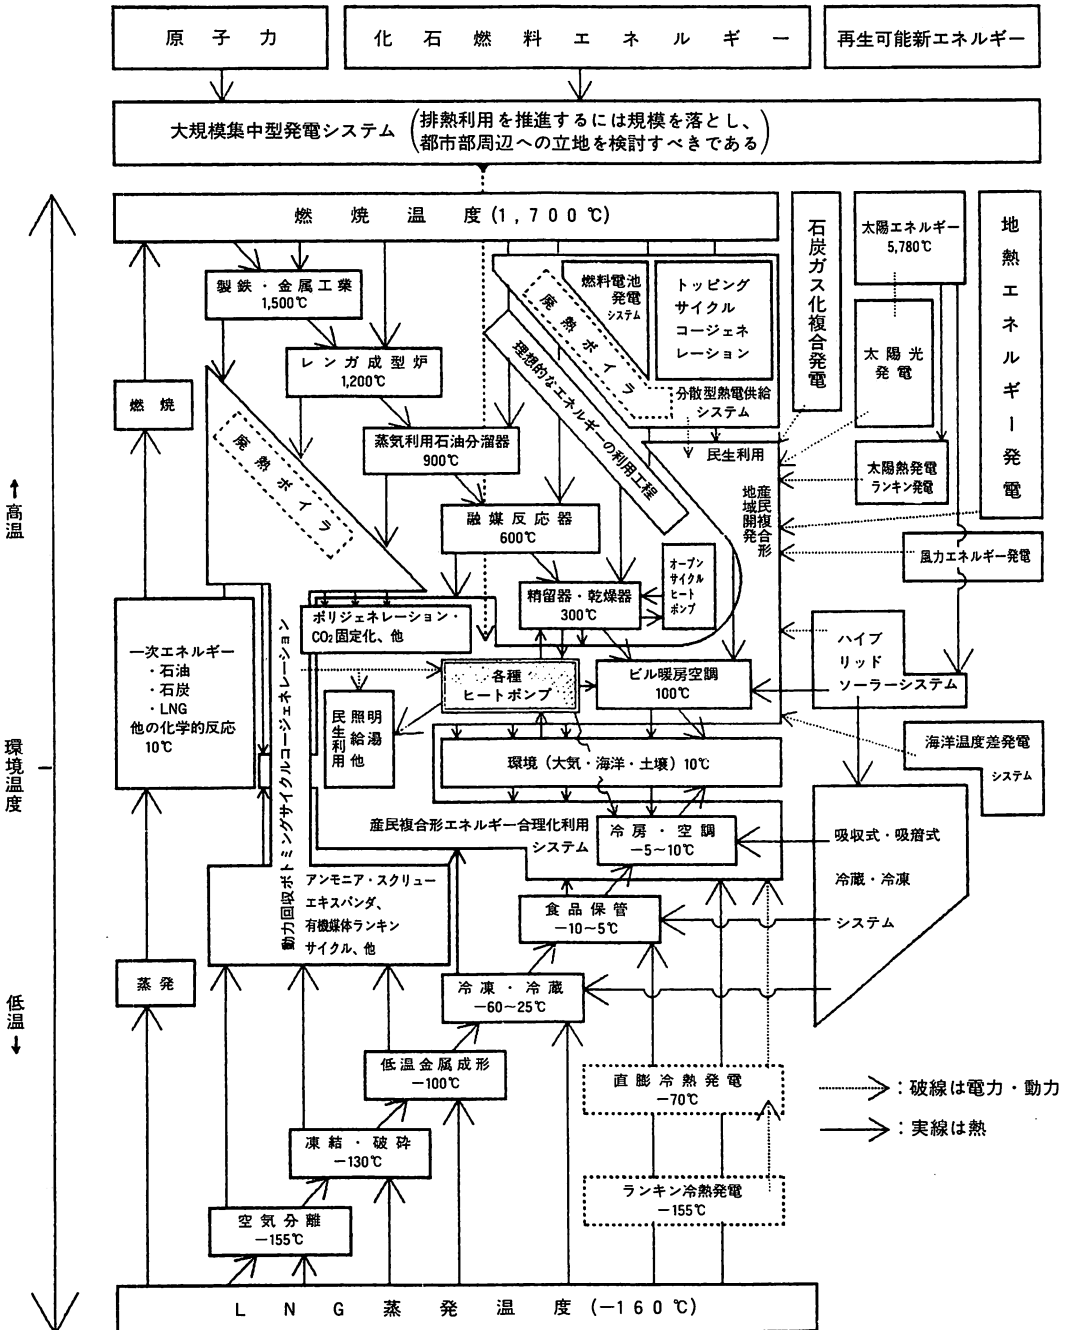 原子力
化石燃料エネルギー
再生可能新エネルギー
大規模集中型発電システム
(排熱利用を推進するには規模を落とし、
都市部周辺への立地を検討すべきである)
燃焼温度(1,700℃)
製鉄・金属工業
1,500℃
レンガ成型炉
1,200℃
蒸気利用石油分溜器
900℃
融媒反応器
600℃
精留器・乾燥器
300℃
ビル暖房空調
100℃
環境(大気・海洋・土壌)10℃
燃料電池
発電
システム
トッピング
サイクル
コージェネ
レーション
廃熱ボイラ
理想的なエネルギーの利用工程
分散型熱電供給
システム
民生利用
産民複合形
地域開発
オープン
サイクル
ヒート
ポンプ
石炭ガス化複合発電
太陽エネルギー
5,780℃
太陽光
発電
太陽熱発電
ランキン発電
地熱エネルギー発電
風力エネルギー発電
ハイブ
リッド
ソーラーシステム
海洋温度差発電
システム
燃焼
廃熱ボイラ
↑高温
環境温度
低温↓
一次エネルギー
・石油
・石炭
・LNG
他の化学的反応
10℃
ポリジェネレーション・
CO₂固定化、他
各種
ヒートポンプ
民生利用
照明
給湯
他
動力回収ボトミングサイクルコージェネレーション
産民複合形エネルギー合理化利用
システム
冷房・空調
−5〜10℃
吸収式・吸着式
冷蔵・冷凍
システム
アンモニア・スクリュー
エキスパンダ、
有機媒体ランキン
サイクル、他
食品保管
−10〜5℃
冷凍・冷蔵
−60〜25℃
低温金属成形
−100℃
凍結・破砕
−130℃
空気分離
−155℃
蒸発
直膨冷熱発電
−70℃
ランキン冷熱発電
−155℃
:破線は電力・動力
:実線は熱
LNG蒸発温度(−160℃)